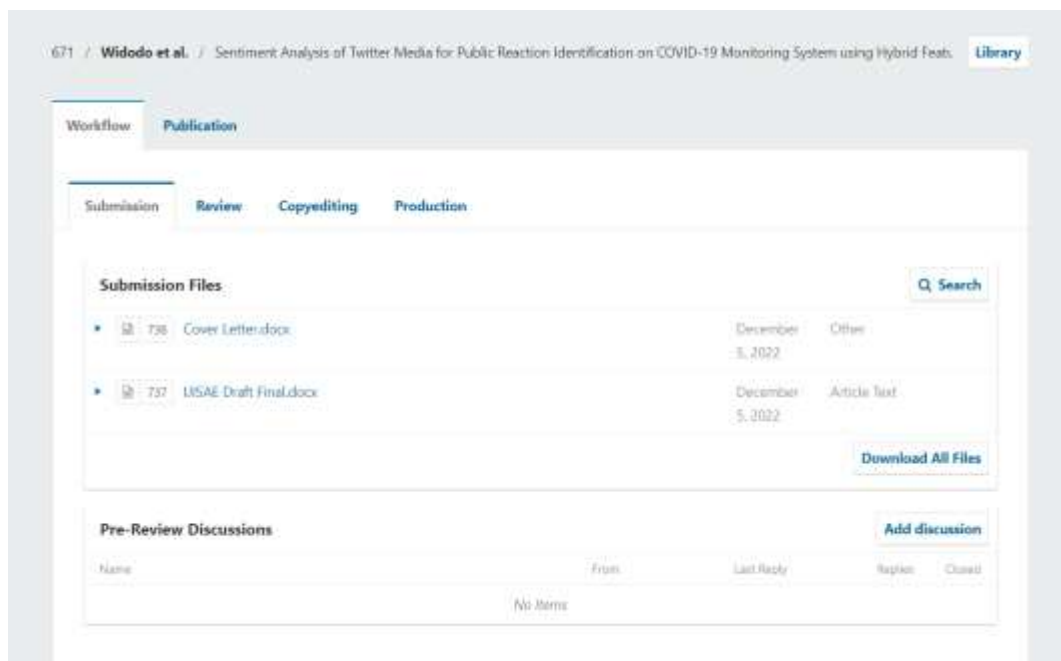 671 / Widodo et al. / Sentiment Analysis of Twitter Media for Public Reaction Identification on COVID-19 Monitoring System using Hybrid Feat. Library
Workflow Publication
Submission Review Copyediting Production
Submission Files Search
738 Cover Letter.docx December 5, 2022 Other
737 IJISAE Draft Final.docx December 5, 2022 Article Text
Download All Files
Pre-Review Discussions Add discussion
Name From Last Reply Replies Closed
No Items